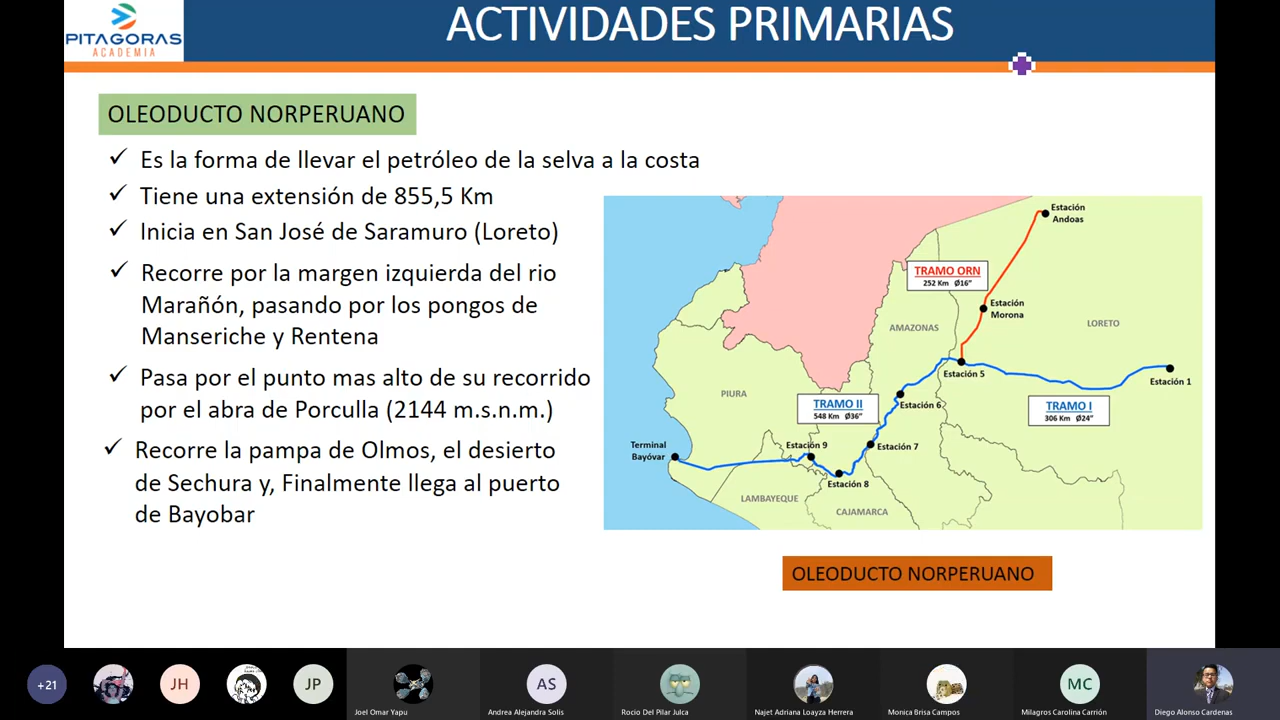 PITAGORAS
ACADEMIA
ACTIVIDADES PRIMARIAS
OLEODUCTO NORPERUANO
Es la forma de llevar el petróleo de la selva a la costa
Tiene una extensión de 855,5 Km
Inicia en San José de Saramuro (Loreto)
Recorre por la margen izquierda del rio
Marañón, pasando por los pongos de
Manseriche y Rentena
Pasa por el punto mas alto de su recorrido
por el abra de Porculla (2144 m.s.n.m.)
Recorre la pampa de Olmos, el desierto
de Sechura y, Finalmente llega al puerto
de Bayobar
Estación
Andoas
TRAMO ORN
252 Km Ø16"
Estación
Morona
AMAZONAS
LORETO
Estación 5
Estación 1
PIURA
TRAMO II
548 Km Ø36"
Estación 6
TRAMO I
306 Km Ø24"
Terminal
Bayóvar
Estación 9
Estación 7
Estación 8
LAMBAYEQUE
CAJAMARCA
OLEODUCTO NORPERUANO
+21
JH
JP
AS
MC
Joel Omar Yapu
Andrea Alejandra Solis
Rocio Del Pilar Julca
Najet Adriana Loayza Herrera
Monica Brisa Campos
Milagros Carolina Carrión
Diego Alonso Cardenas